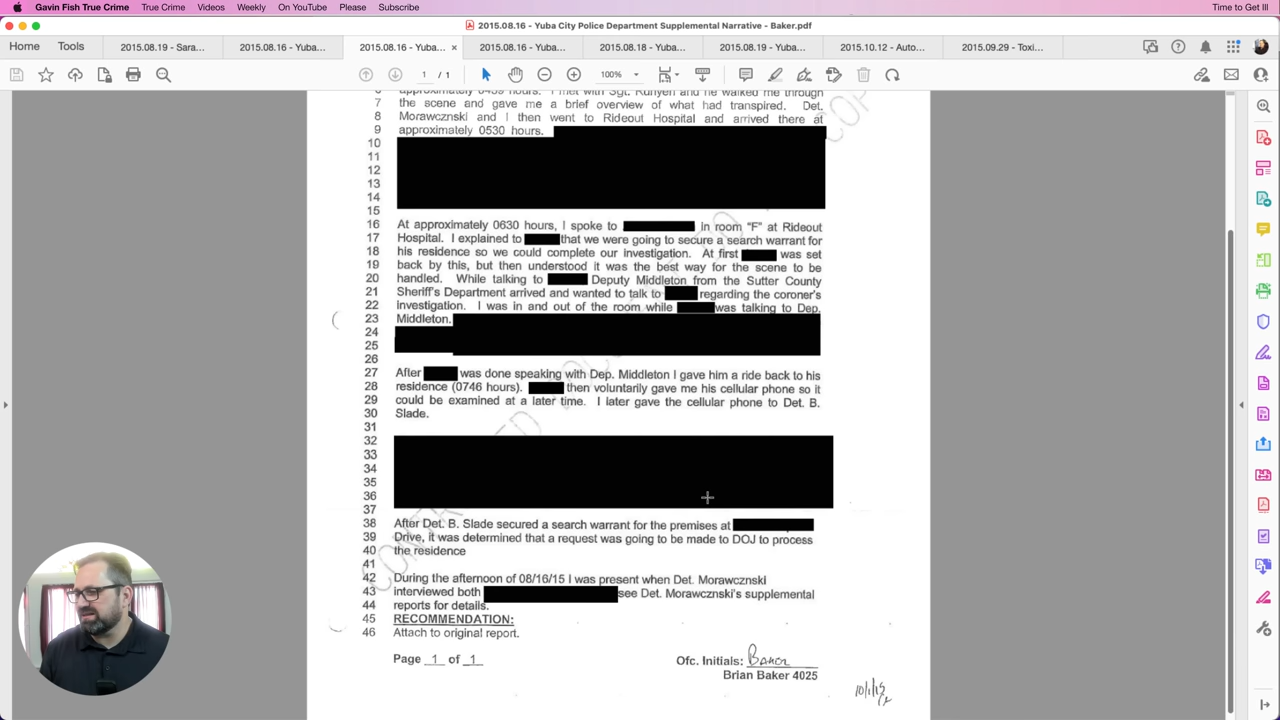 Gavin Fish True Crime True Crime Videos Weekly On YouTube Please Subscribe Time to Get Ill
2015.08.16 - Yuba City Police Department Supplemental Narrative - Baker.pdf
Home Tools 2015.08.19 - Sara... 2015.08.16 - Yuba... 2015.08.16 - Yuba... × 2015.08.16 - Yuba... 2015.08.18 - Yuba... 2015.08.19 - Yuba... 2015.10.12 - Auto... 2015.09.29 - Toxi...
1 / 1 100%
6 approximately 0459 hours. I met with Sgt. Runyen and he walked me through
7 the scene and gave me a brief overview of what had transpired. Det.
8 Morawcznski and I then went to Rideout Hospital and arrived there at
9 approximately 0530 hours.
10
11
12
13
14
15
16 At approximately 0630 hours, I spoke to in room "F" at Rideout
17 Hospital. I explained to that we were going to secure a search warrant for
18 his residence so we could complete our investigation. At first was set
19 back by this, but then understood it was the best way for the scene to be
20 handled. While talking to Deputy Middleton from the Sutter County
21 Sheriff's Department arrived and wanted to talk to regarding the coroner's
22 investigation. I was in and out of the room while was talking to Dep.
23 Middleton.
24
25
26
27 After was done speaking with Dep. Middleton I gave him a ride back to his
28 residence (0746 hours). then voluntarily gave me his cellular phone so it
29 could be examined at a later time. I later gave the cellular phone to Det. B.
30 Slade.
31
32
33
34
35
36
37
38 After Det. B. Slade secured a search warrant for the premises at
39 Drive, it was determined that a request was going to be made to DOJ to process
40 the residence
41
42 During the afternoon of 08/16/15 I was present when Det. Morawcznski
43 interviewed both see Det. Morawcznski's supplemental
44 reports for details.
45 RECOMMENDATION:
46 Attach to original report.
Page 1 of 1 Ofc. Initials: Baker
Brian Baker 4025